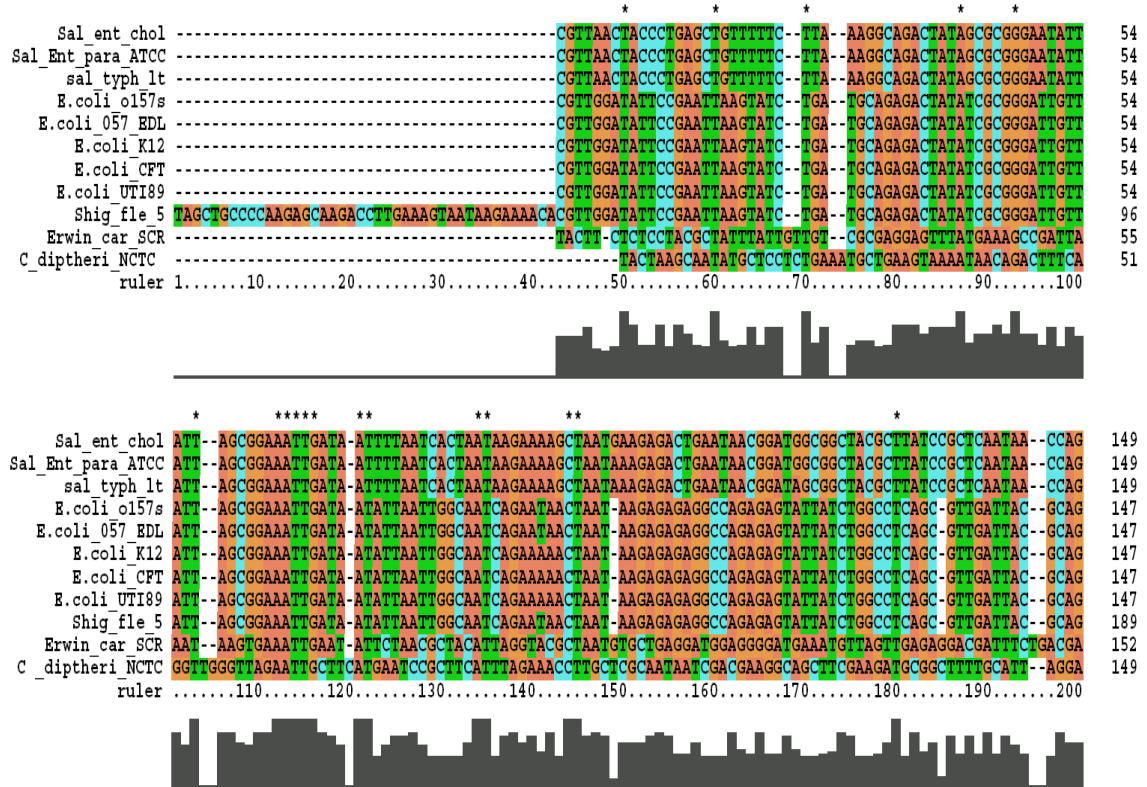 * * * * *
Sal_ent_chol ------------------------------------------CGTTAACTACCCTGAGCTGTTTTTC--TTA--AAGGCAGACTATAGCGCGGGAATATT 54
Sal_Ent_para_ATCC ------------------------------------------CGTTAACTACCCTGAGCTGTTTTTC--TTA--AAGGCAGACTATAGCGCGGGAATATT 54
sal_typh_lt ------------------------------------------CGTTAACTACCCTGAGCTGTTTTTC--TTA--AAGGCAGACTATAGCGCGGGAATATT 54
E.coli_o157s ------------------------------------------CGTTGGATATTCCGAATTAAGTATC--TGA--TGCAGAGACTATATCGCGGGATTGTT 54
E.coli_057_EDL ------------------------------------------CGTTGGATATTCCGAATTAAGTATC--TGA--TGCAGAGACTATATCGCGGGATTGTT 54
E.coli_K12 ------------------------------------------CGTTGGATATTCCGAATTAAGTATC--TGA--TGCAGAGACTATATCGCGGGATTGTT 54
E.coli_CFT ------------------------------------------CGTTGGATATTCCGAATTAAGTATC--TGA--TGCAGAGACTATATCGCGGGATTGTT 54
E.coli_UTI89 ------------------------------------------CGTTGGATATTCCGAATTAAGTATC--TGA--TGCAGAGACTATATCGCGGGATTGTT 54
Shig_fle_5 TAGCTGCCCCAAGAGCAAGACCTTGAAAGTAATAAGAAAACACGTTGGATATTCCGAATTAAGTATC--TGA--TGCAGAGACTATATCGCGGGATTGTT 96
Erwin_car_SCR ------------------------------------------TACTT-CTCTCCTACGCTATTTATTGTTGT--CGCGAGGAGTTTATGAAAGCCGATTA 55
C_diptheri_NCTC -------------------------------------------------TACTAAGCAATATGCTCCTCTGAAATGCTGAAGTAAAATAACAGACTTTCA 51
ruler 1.......10........20........30........40........50........60........70........80........90.......100
* ***** ** ** ** *
Sal_ent_chol ATT--AGCGGAAATTGATAA-ATTTTAATCACTAATAAGAAAAGCTAATGAAGAGACTGAATAACGGATGGCGGCTACGCTTATCCGCTCAATAA--CCAG 149
Sal_Ent_para_ATCC ATT--AGCGGAAATTGATA-ATTTTAATCACTAATAAGAAAAGCTAATAAAGAGACTGAATAACGGATGGCGGCTACGCTTATCCGCTCAATAA--CCAG 149
sal_typh_lt ATT--AGCGGAAATTGATA-ATTTTAATCACTAATAAGAAAAGCTAATAAAGAGACTGAATAACGGATAGCGGCTACGCTTATCCGCTCAATAA--CCAG 149
E.coli_o157s ATT--AGCGGAAATTGATA-ATATTAATTGGCAATCAGAATAACTAAT-AAGAGAGAGGCCAGAGAGTATTATCTGGCCTCAGC-GTTGATTAC--GCAG 147
E.coli_057_EDL ATT--AGCGGAAATTGATA-ATATTAATTGGCAATCAGAATAACTAAT-AAGAGAGAGGCCAGAGAGTATTATCTGGCCTCAGC-GTTGATTAC--GCAG 147
E.coli_K12 ATT--AGCGGAAATTGATA-ATATTAATTGGCAATCAGAAAAACTAAT-AAGAGAGAGGCCAGAGAGTATTATCTGGCCTCAGC-GTTGATTAC--GCAG 147
E.coli_CFT ATT--AGCGGAAATTGATA-ATATTAATTGGCAATCAGAAAAACTAAT-AAGAGAGAGGCCAGAGAGTATTATCTGGCCTCAGC-GTTGATTAC--GCAG 147
E.coli_UTI89 ATT--AGCGGAAATTGATA-ATATTAATTGGCAATCAGAAAAACTAAT-AAGAGAGAGGCCAGAGAGTATTATCTGGCCTCAGC-GTTGATTAC--GCAG 147
Shig_fle_5 ATT--AGCGGAAATTGATA-ATATTAATTGGCAATCAGAATAACTAAT-AAGAGAGAGGCCAGAGAGTATTATCTGGCCTCAGC-GTTGATTAC--GCAG 189
Erwin_car_SCR AAT--AAGTGAAATTGAAT-ATTCTAACGCTACATTAGGTACGCTAATGTGCTGAGGATGGAGGGGATGAAATGTTAGTTGAGAGGACGATTTCTGACGA 152
C _diptheri_NCTC GGTTGGGTTAGAATTGCTTCATGAATCCGCTTCATTTAGAAACCTTGCTCGCAATAATCGACGAAGGCAGCTTCGAAGATGCGGCTTTTGCATT--AGGA 149
ruler .......110.......120.......130.......140.......150.......160.......170.......180.......190.......200